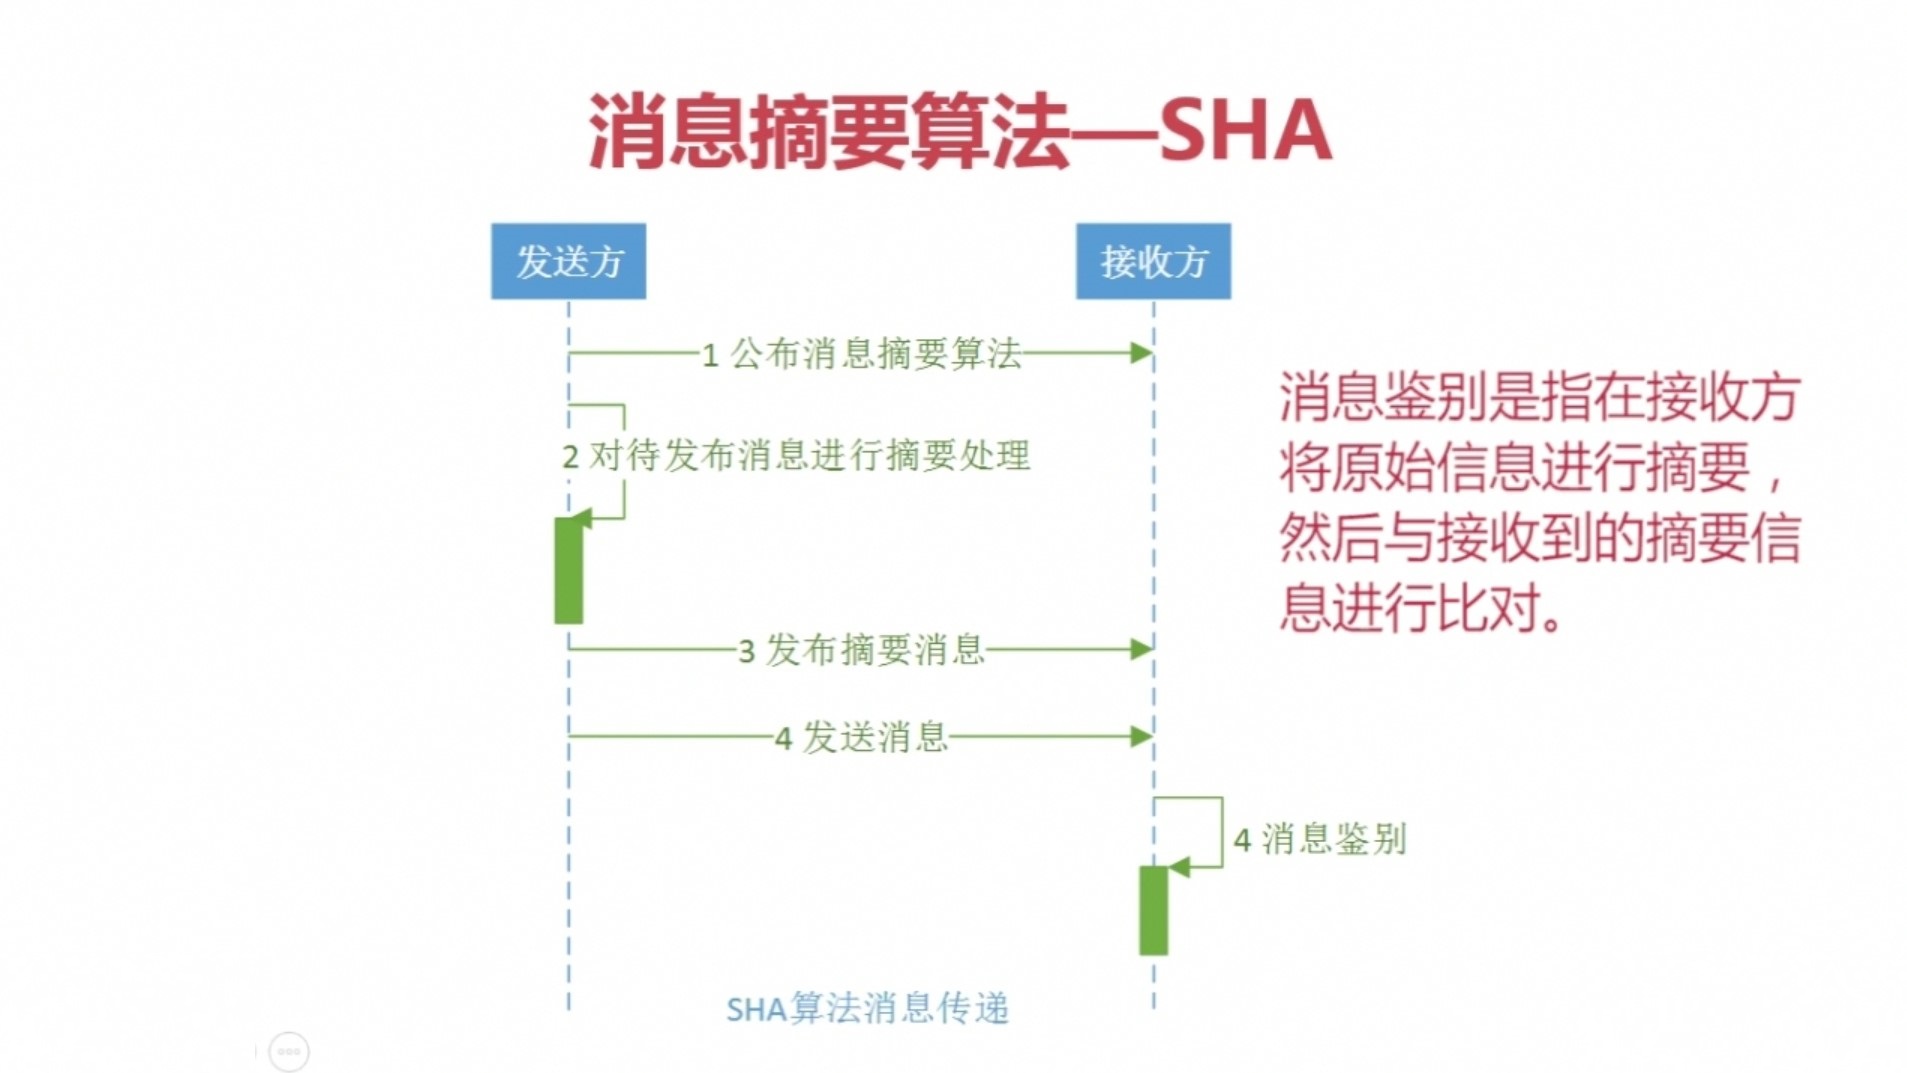 消息摘要算法—SHA
发送方
接收方
1 公布消息摘要算法
2 对待发布消息进行摘要处理
3 发布摘要消息
4 发送消息
4 消息鉴别
消息鉴别是指在接收方
将原始信息进行摘要，
然后与接收到的摘要信
息进行比对。
SHA算法消息传递